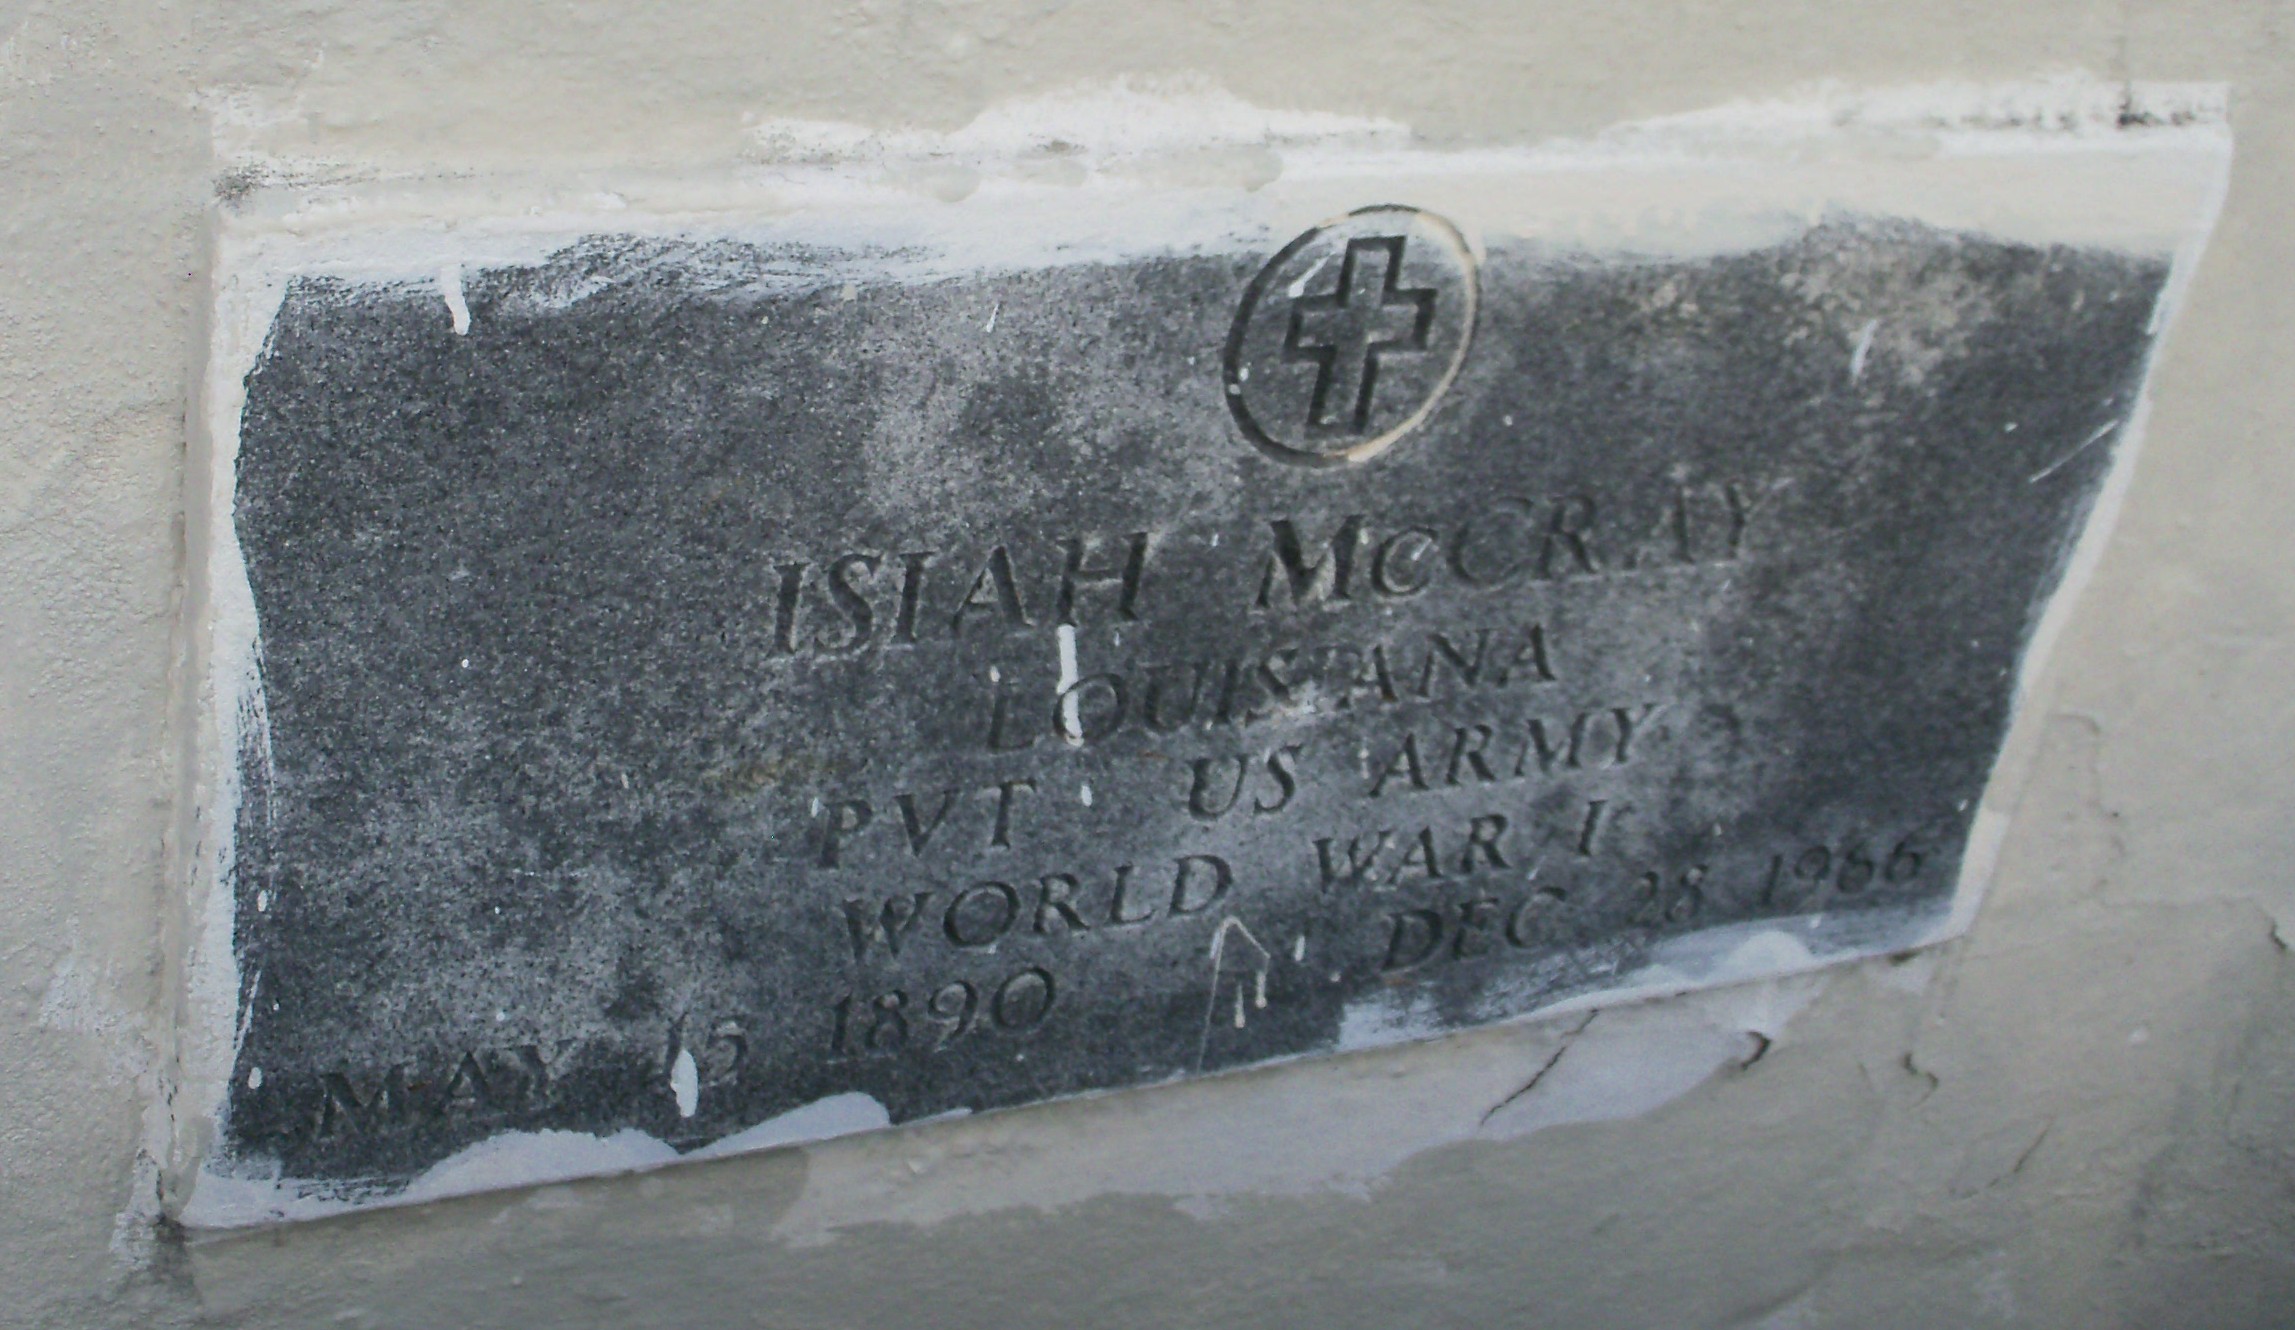 ISIAH McCRAY
LOUISIANA
PVT US ARMY
WORLD WAR I
MAY 15 1890 DEC 28 1966